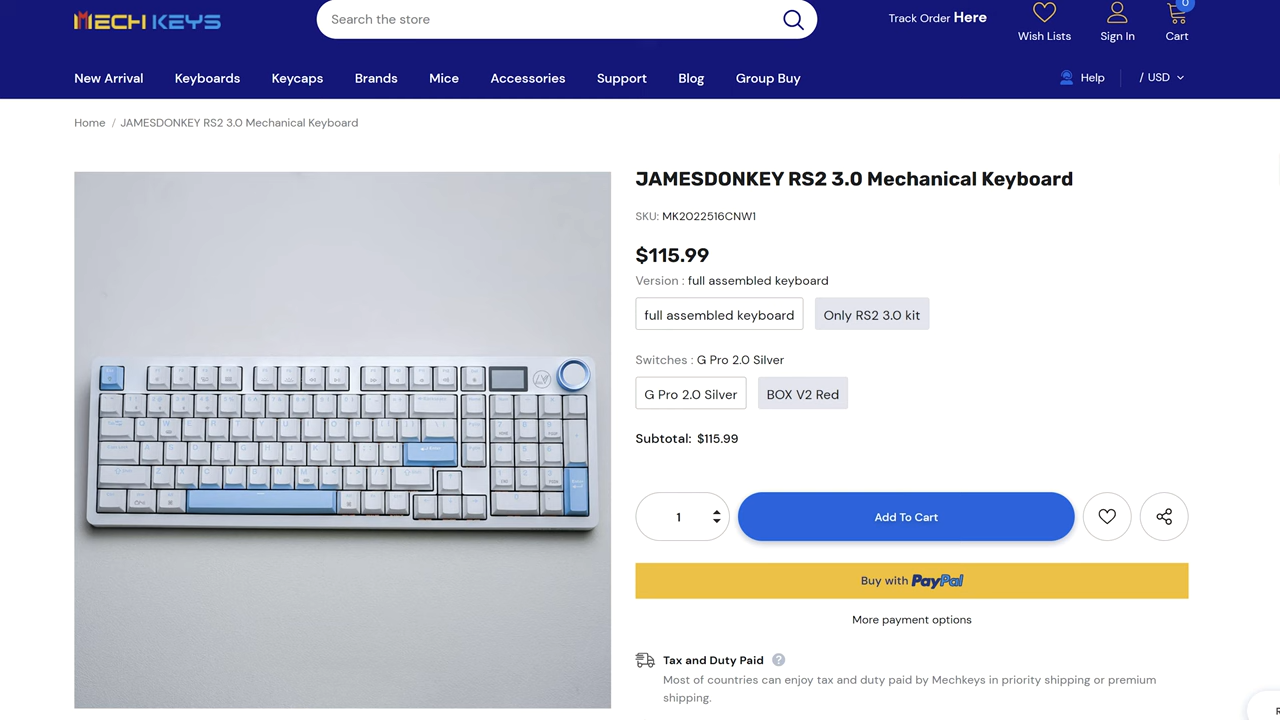 MECHKEYS
Search the store
Track Order Here
Wish Lists
Sign In
0
Cart
New Arrival
Keyboards
Keycaps
Brands
Mice
Accessories
Support
Blog
Group Buy
Help
/ USD
Home / JAMESDONKEY RS2 3.0 Mechanical Keyboard
JAMESDONKEY RS2 3.0 Mechanical Keyboard
SKU: MK2022516CNW1
$115.99
Version : full assembled keyboard
full assembled keyboard
Only RS2 3.0 kit
Switches : G Pro 2.0 Silver
G Pro 2.0 Silver
BOX V2 Red
Subtotal: $115.99
1
Add To Cart
Buy with PayPal
More payment options
Tax and Duty Paid ?
Most of countries can enjoy tax and duty paid by Mechkeys in priority shipping or premium
shipping.